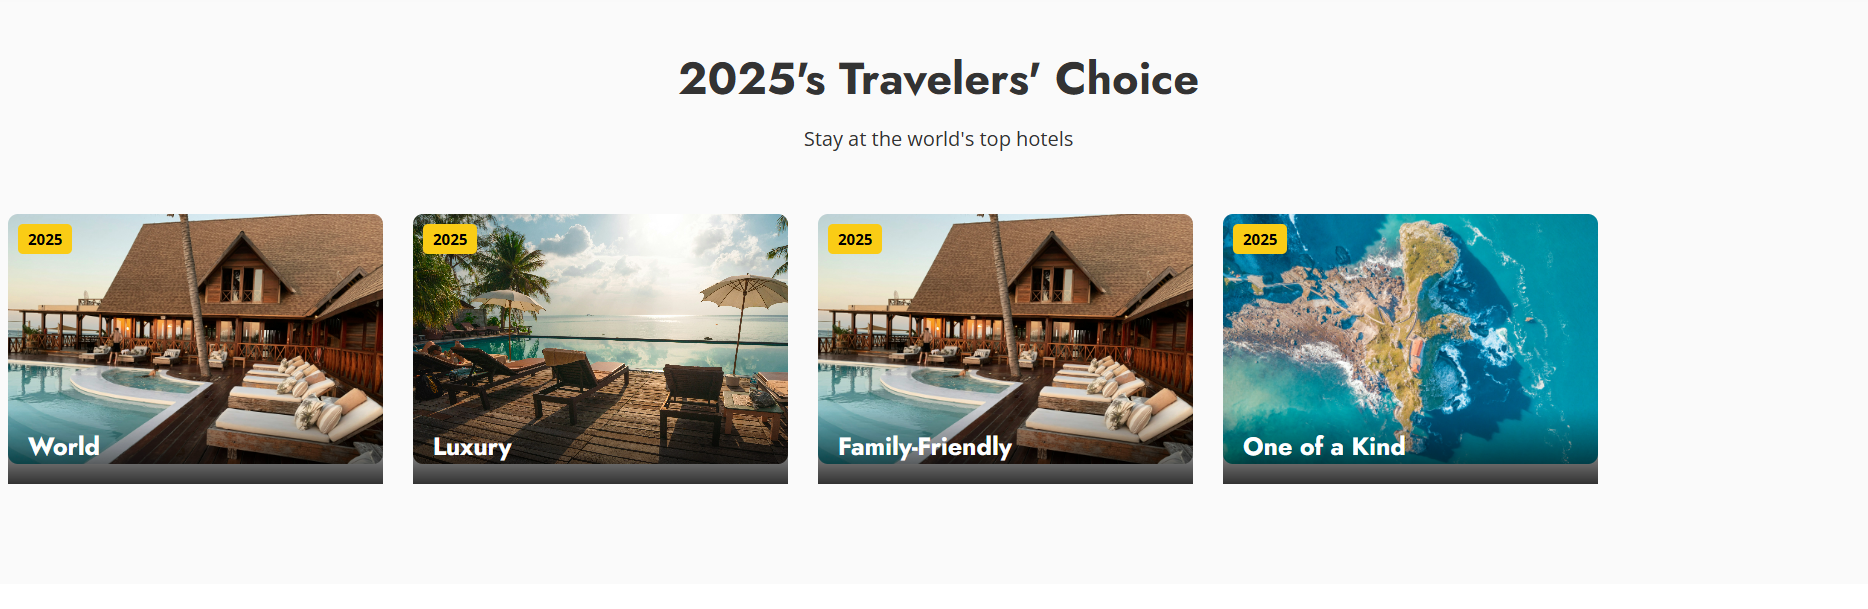 2025's Travelers' Choice
Stay at the world's top hotels
2025
World
2025
Luxury
2025
Family-Friendly
2025
One of a Kind